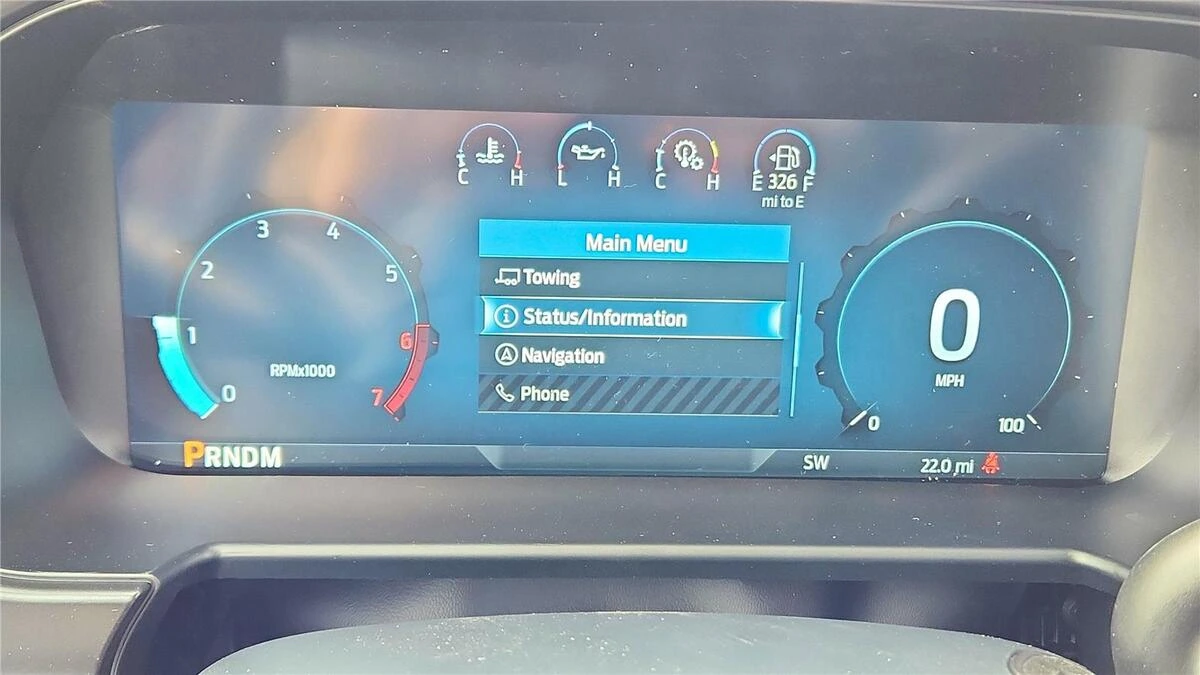 C H L H C H E 326 F
mi to E
Main Menu
Towing
Status/Information
Navigation
Phone
0 1 2 3 4 5 6 7
RPMx1000
0
MPH
0 100
PRNDM
SW
22.0 mi